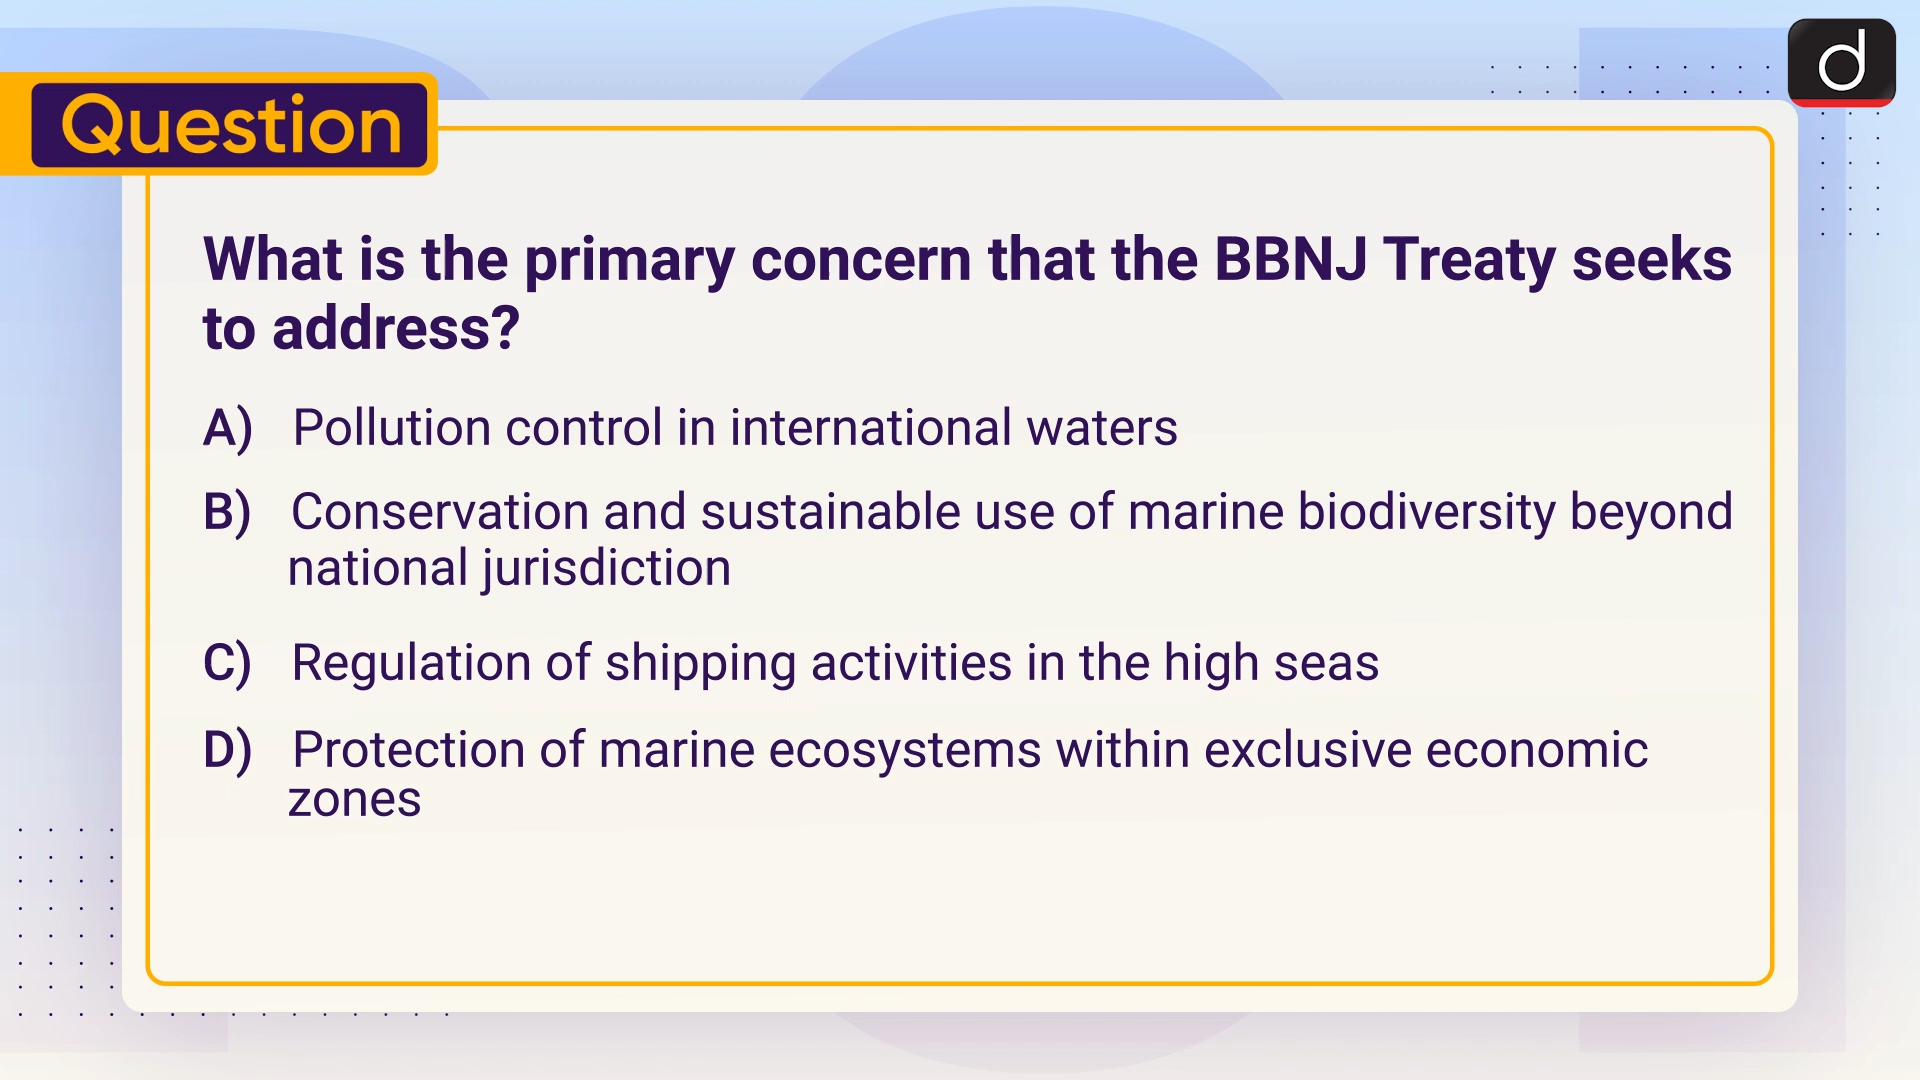 Question
What is the primary concern that the BBNJ Treaty seeks
to address?
A) Pollution control in international waters
B) Conservation and sustainable use of marine biodiversity beyond
national jurisdiction
C) Regulation of shipping activities in the high seas
D) Protection of marine ecosystems within exclusive economic
zones
d